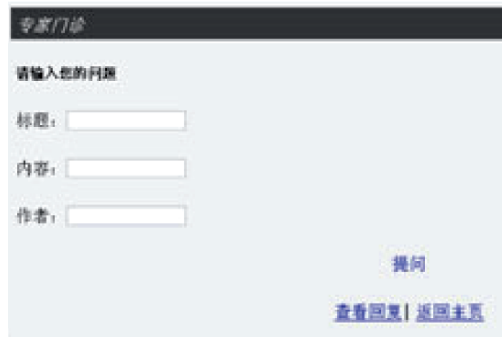 专家门诊
请输入您的问题
标题：
内容：
作者：
提问
查看回复| 返回主页